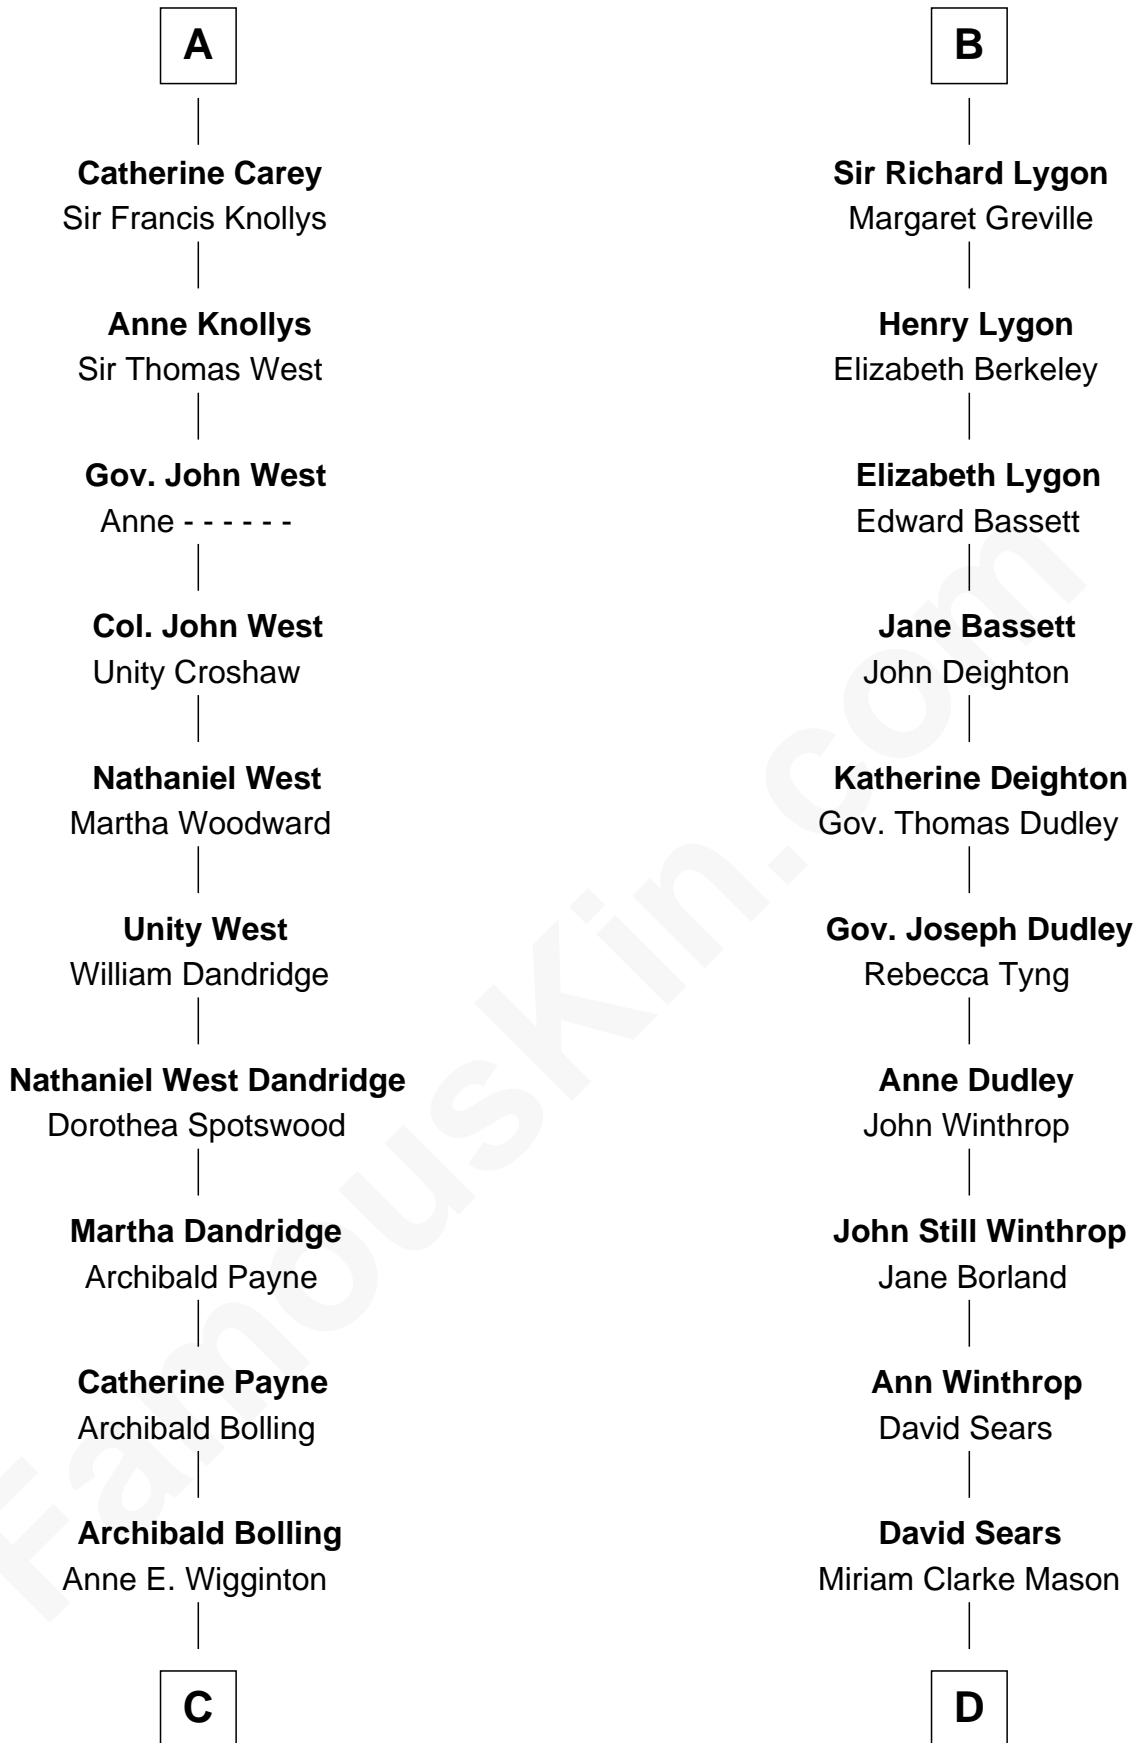 A
Catherine Carey
Sir Francis Knollys
Anne Knollys
Sir Thomas West
Gov. John West
Anne - - - - - -
Col. John West
Unity Croshaw
Nathaniel West
Martha Woodward
Unity West
William Dandridge
Nathaniel West Dandridge
Dorothea Spotswood
Martha Dandridge
Archibald Payne
Catherine Payne
Archibald Bolling
Archibald Bolling
Anne E. Wigginton
C
B
Sir Richard Lygon
Margaret Greville
Henry Lygon
Elizabeth Berkeley
Elizabeth Lygon
Edward Bassett
Jane Bassett
John Deighton
Katherine Deighton
Gov. Thomas Dudley
Gov. Joseph Dudley
Rebecca Tyng
Anne Dudley
John Winthrop
John Still Winthrop
Jane Borland
Ann Winthrop
David Sears
David Sears
Miriam Clarke Mason
D
FamousKin.com